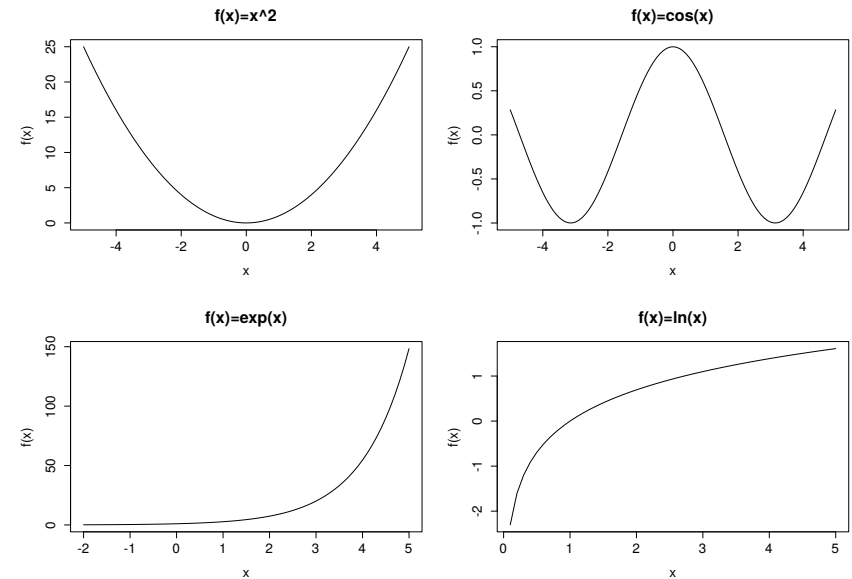 f(x)=x^2
f(x)
25
20
15
10
5
0
-4 -2 0 2 4
x
f(x)=cos(x)
f(x)
1.0
0.5
0.0
-0.5
-1.0
-4 -2 0 2 4
x
f(x)=exp(x)
f(x)
150
100
50
0
-2 -1 0 1 2 3 4 5
x
f(x)=ln(x)
f(x)
1
0
-1
-2
0 1 2 3 4 5
x